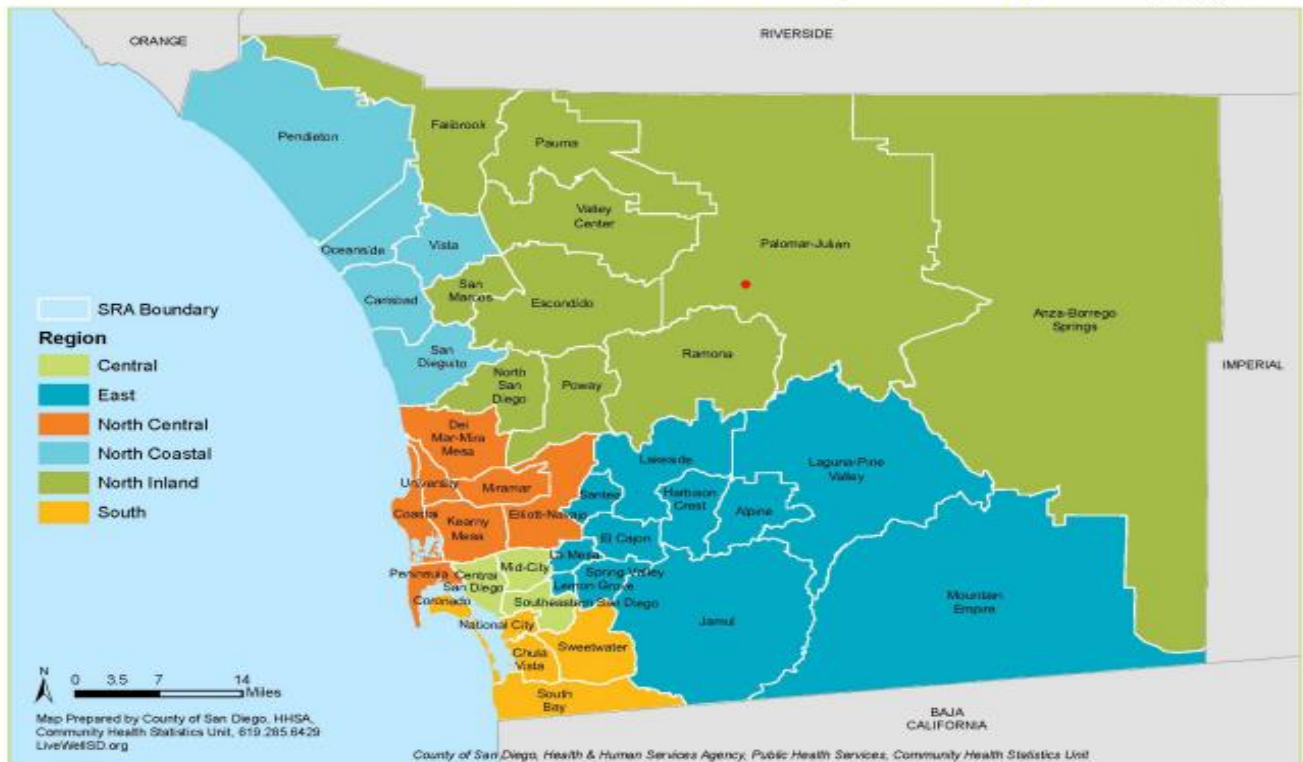 ORANGE
RIVERSIDE
Pendleton
Fallbrook
Pauma
Valley
Center
Palomar-Julian
Oceanside
Vista
Carlsbad
San
Marcos
Escondido
Anza-Borrego
Springs
San
Dieguito
North
San
Diego
Poway
Ramona
IMPERIAL
SRA Boundary
Region
Central
East
North Central
North Coastal
North Inland
South
Del
Mar-Mira
Mesa
University
Miramar
Coastal
Kearny
Mesa
Elliott-Navajo
Lakeside
Santee
Harbison
Crest
Alpine
Laguna-Pine
Valley
El Cajon
La Mesa
Mid-City
Peninsula
Central
San Diego
Spring Valley
Lemon Grove
Coronado
Southeastern San Diego
National City
Sweetwater
Chula
Vista
South
Bay
Jamul
Mountain
Empire
BAJA
CALIFORNIA
N
0 3.5 7 14
Miles
Map Prepared by County of San Diego, HHSA,
Community Health Statistics Unit, 619.285.6429
LiveWellSD.org
County of San Diego, Health & Human Services Agency, Public Health Services, Community Health Statistics Unit